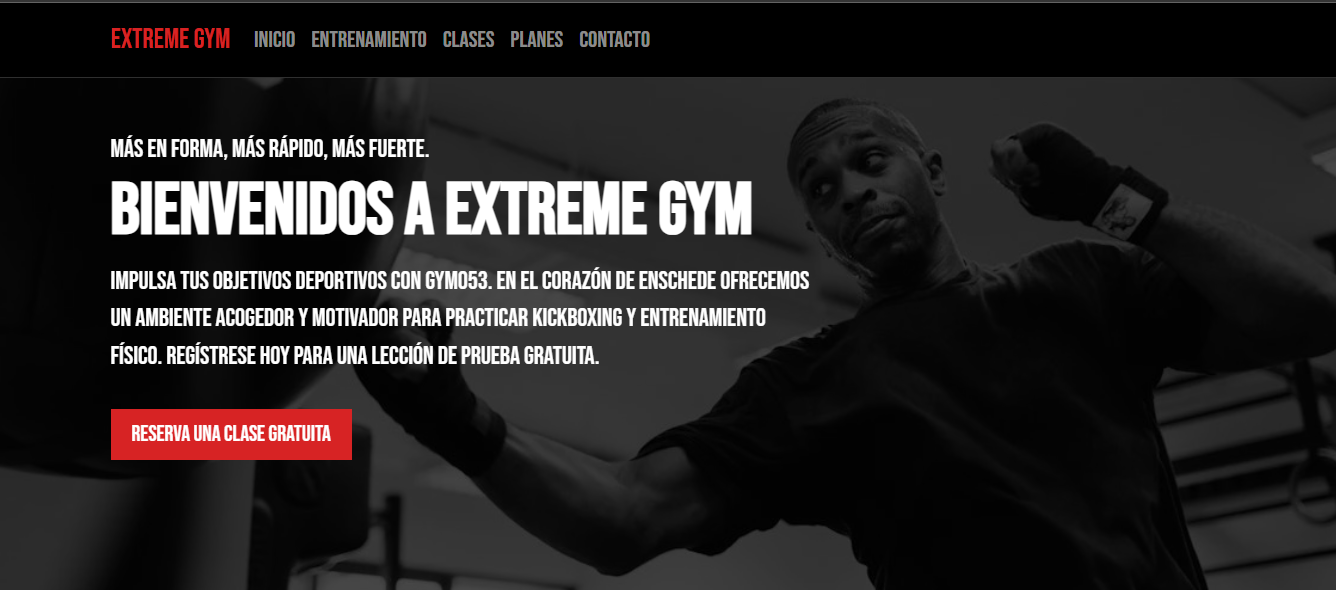 EXTREME GYM INICIO ENTRENAMIENTO CLASES PLANES CONTACTO
MÁS EN FORMA, MÁS RÁPIDO, MÁS FUERTE.
BIENVENIDOS A EXTREME GYM
IMPULSA TUS OBJETIVOS DEPORTIVOS CON GYM053. EN EL CORAZÓN DE ENSCHEDE OFRECEMOS
UN AMBIENTE ACOGEDOR Y MOTIVADOR PARA PRACTICAR KICKBOXING Y ENTRENAMIENTO
FÍSICO. REGÍSTRESE HOY PARA UNA LECCIÓN DE PRUEBA GRATUITA.
RESERVA UNA CLASE GRATUITA